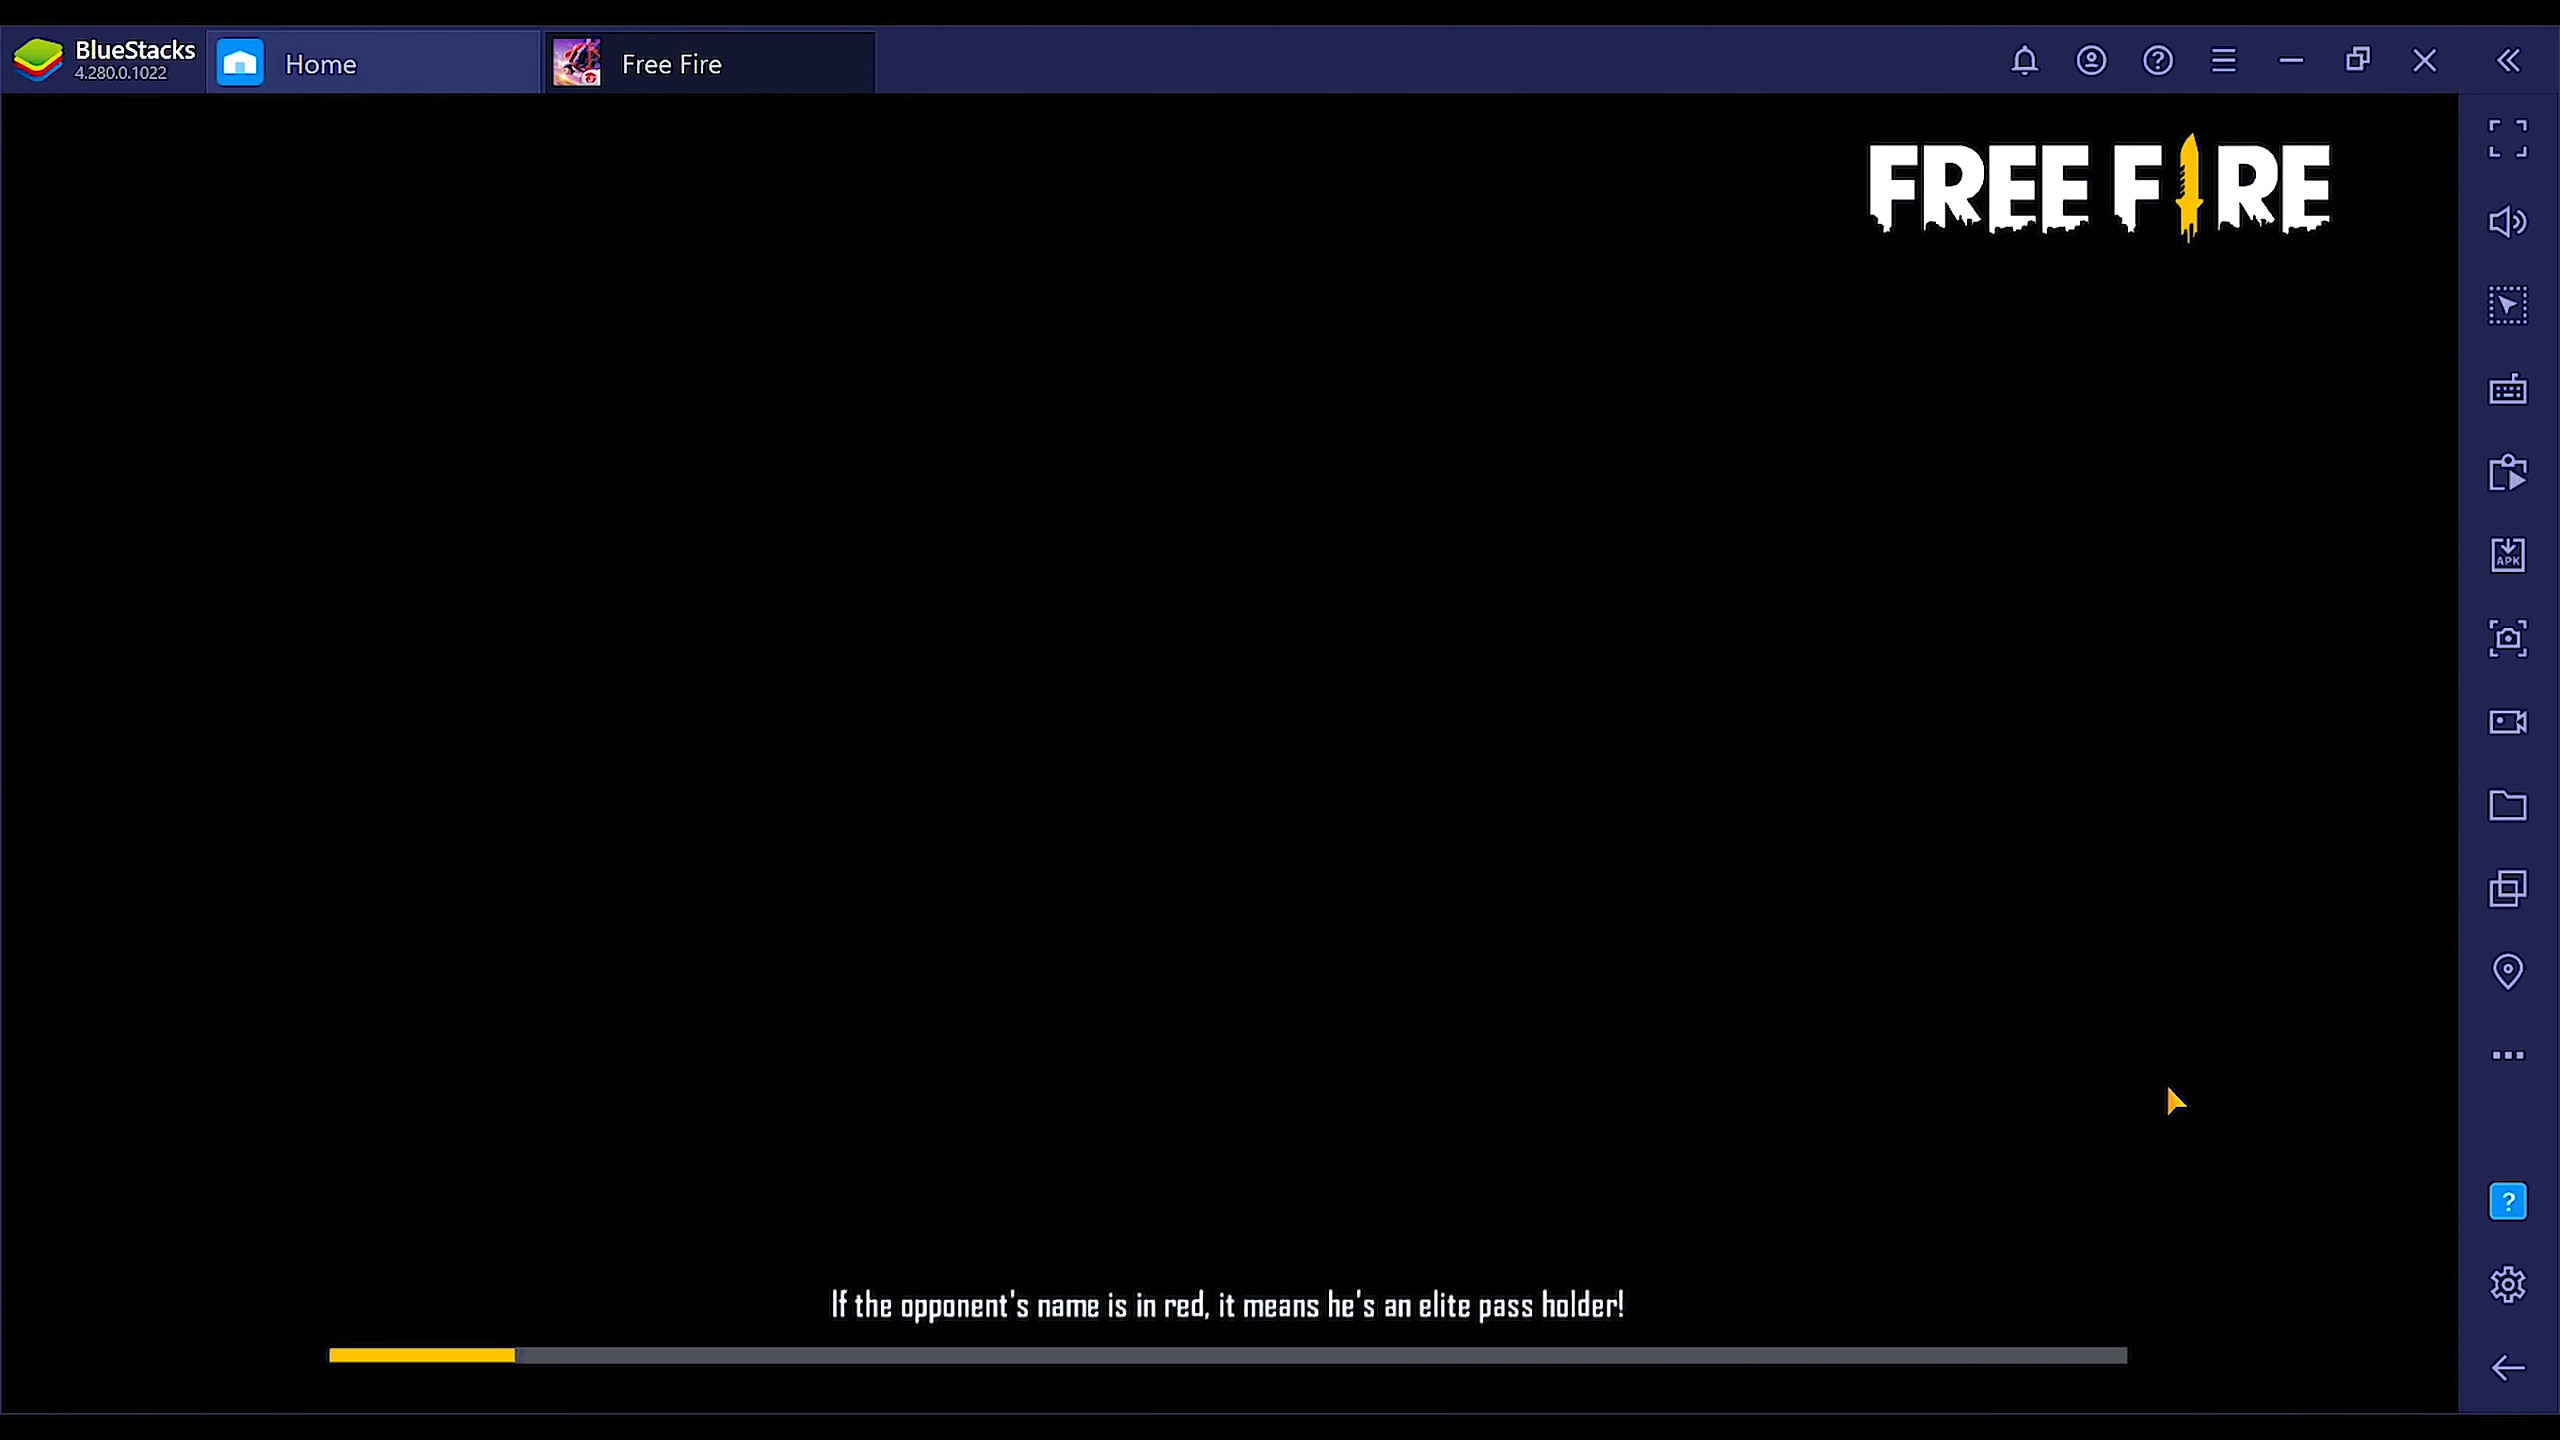 BlueStacks
4.280.0.1022
Home
Free Fire
FREE FIRE
APK
?
If the opponent's name is in red, it means he's an elite pass holder!